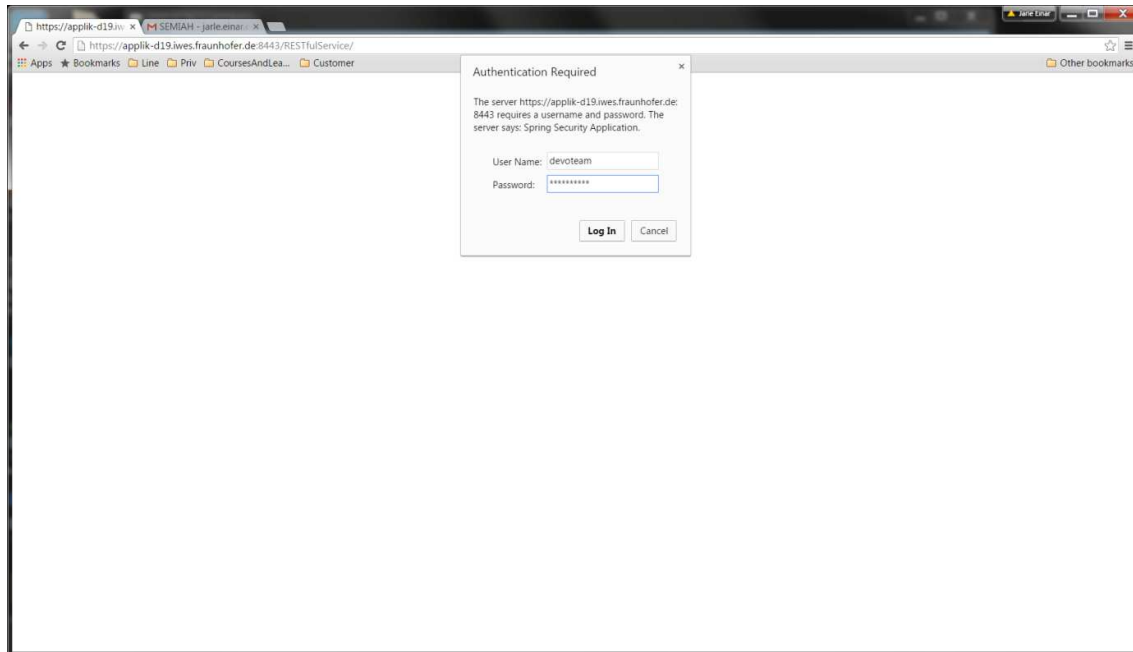 https://applik-d19.iw
SEMIAH - jarle.einar.
Jarle Einar
https://applik-d19.iwes.fraunhofer.de:8443/RESTfulService/
Apps Bookmarks Line Priv CoursesAndLea... Customer Other bookmarks
Authentication Required
The server https://applik-d19.iwes.fraunhofer.de:
8443 requires a username and password. The
server says: Spring Security Application.
User Name: devoteam
Password: **********
Log In Cancel